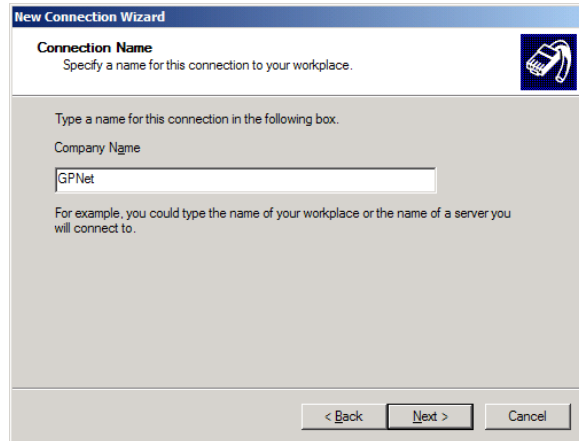 New Connection Wizard
Connection Name
Specify a name for this connection to your workplace.
Type a name for this connection in the following box.
Company Name
GPNet
For example, you could type the name of your workplace or the name of a server you
will connect to.
< Back Next > Cancel